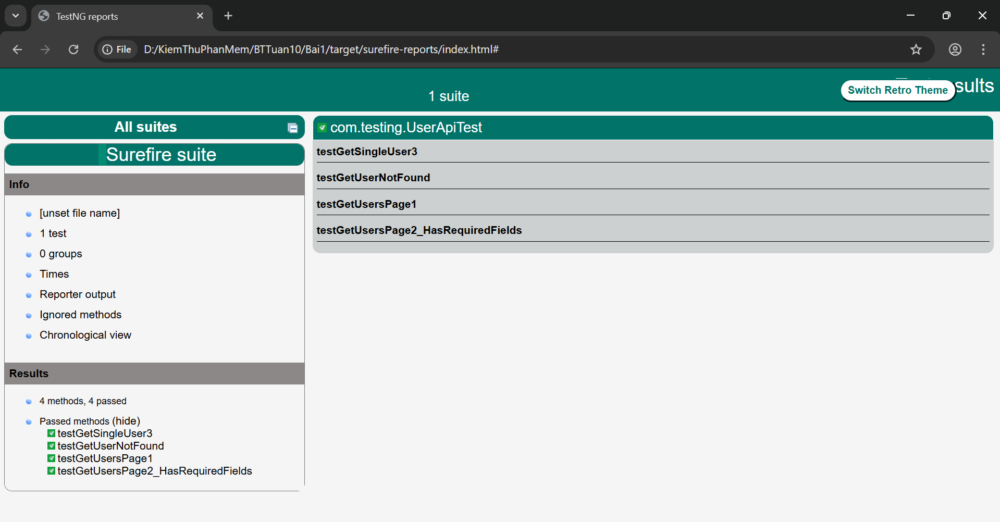 TestNG reports
File
D:/KiemThuPhanMem/BTTuan10/Bai1/target/surefire-reports/index.html#
1 suite
Switch Retro Theme
sults
All suites
Surefire suite
Info
[unset file name]
1 test
0 groups
Times
Reporter output
Ignored methods
Chronological view
Results
4 methods, 4 passed
Passed methods (hide)
testGetSingleUser3
testGetUserNotFound
testGetUsersPage1
testGetUsersPage2_HasRequiredFields
com.testing.UserApiTest
testGetSingleUser3
testGetUserNotFound
testGetUsersPage1
testGetUsersPage2_HasRequiredFields